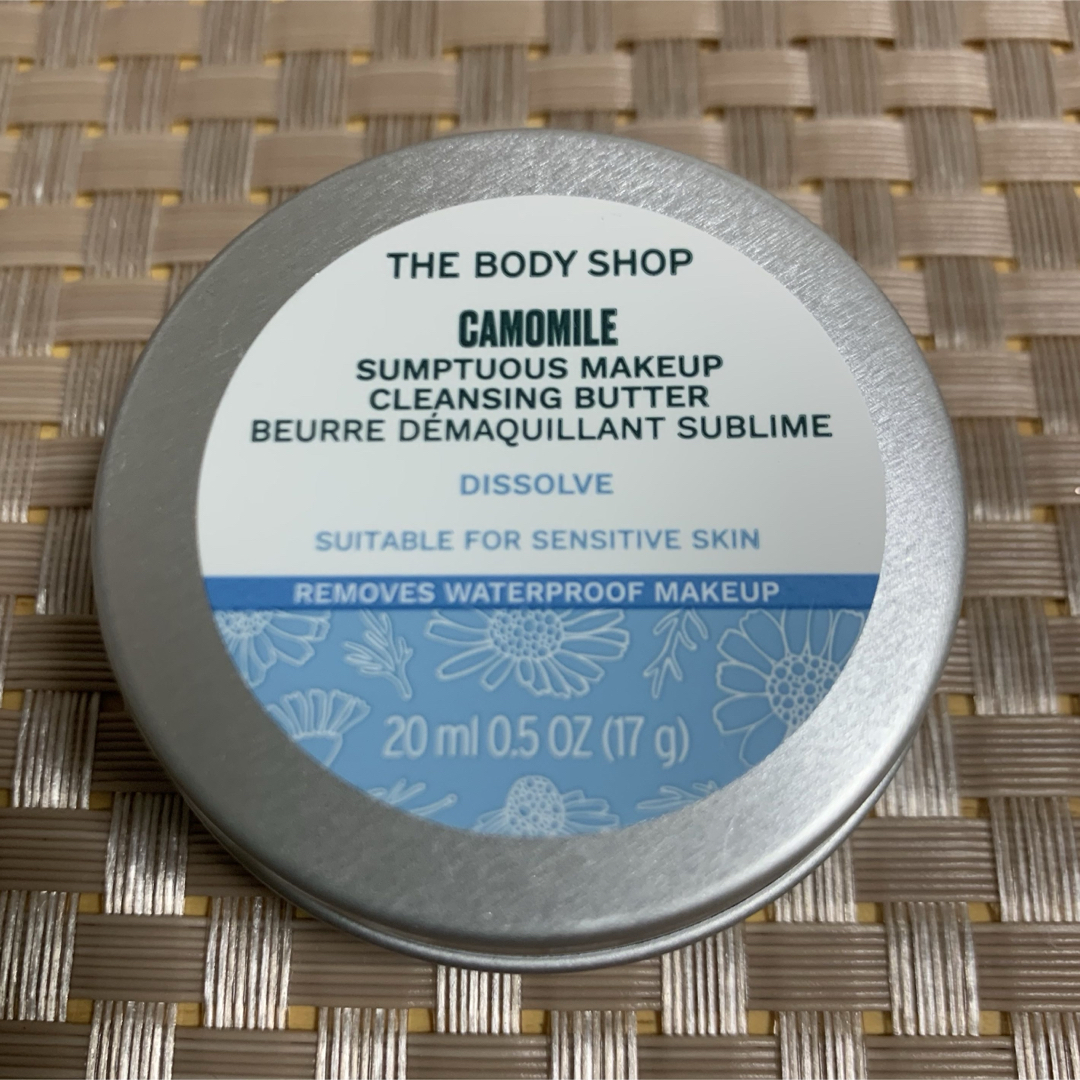 THE BODY SHOP
CAMOMILE
SUMPTUOUS MAKEUP
CLEANSING BUTTER
BEURRE DÉMAQUILLANT SUBLIME
DISSOLVE
SUITABLE FOR SENSITIVE SKIN
REMOVES WATERPROOF MAKEUP
20 ml 0.5 OZ (17 g)